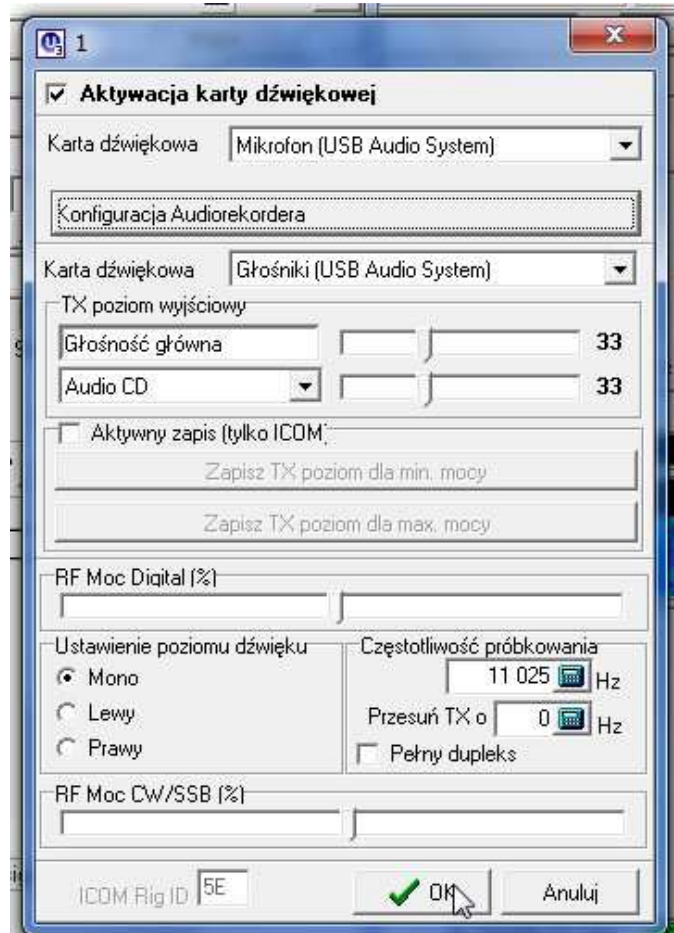 1
Aktywacja karty dźwiękowej
Karta dźwiękowa Mikrofon (USB Audio System)
Konfiguracja Audiorekordera
Karta dźwiękowa Głośniki (USB Audio System)
TX poziom wyjściowy
Głośność główna 33
Audio CD 33
Aktywny zapis (tylko ICOM)
Zapisz TX poziom dla min. mocy
Zapisz TX poziom dla max. mocy
RF Moc Digital (%)
Ustawienie poziomu dźwięku
Mono
Lewy
Prawy
Częstotliwość próbkowania
11 025 Hz
Przesuń TX o 0 Hz
Pełny dupleks
RF Moc CW/SSB (%)
ICOM Rig ID 5E OK Anuluj